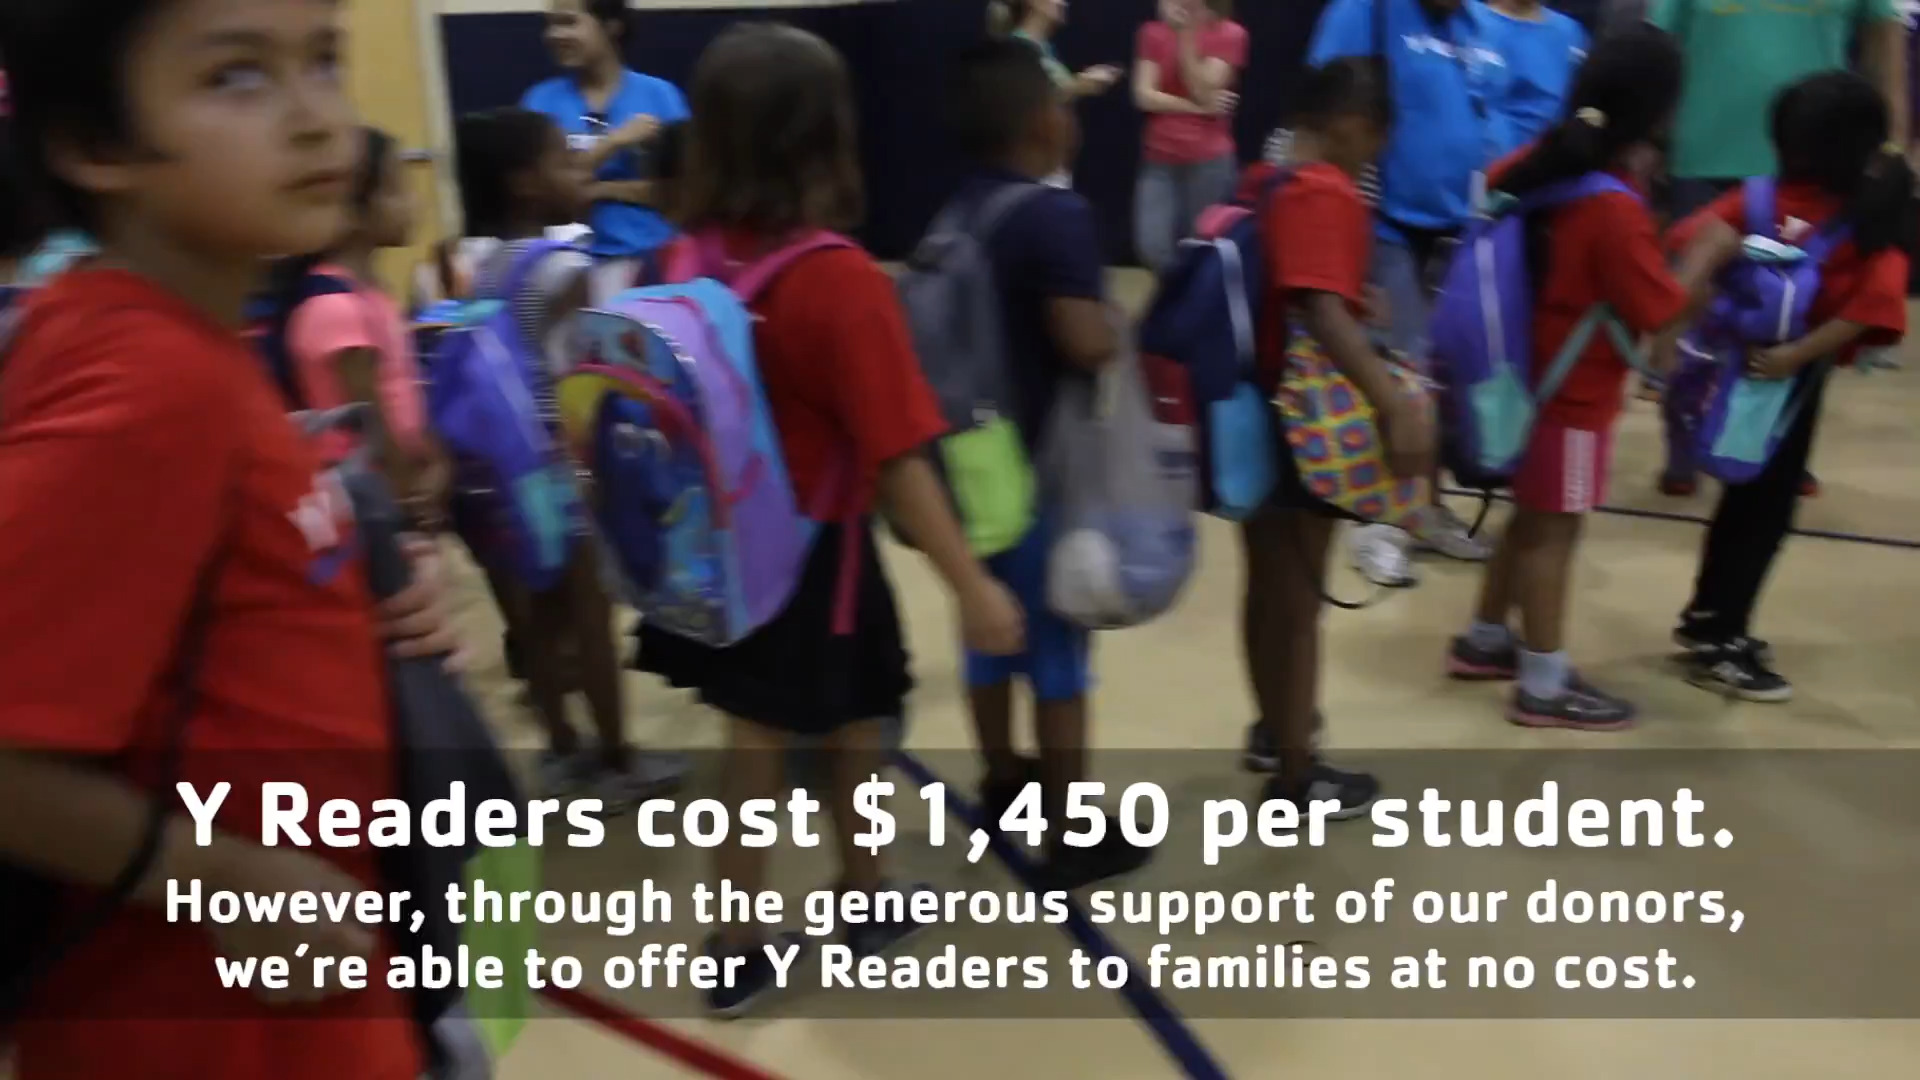 Y Readers cost $1,450 per student.
However, through the generous support of our donors,
we're able to offer Y Readers to families at no cost.